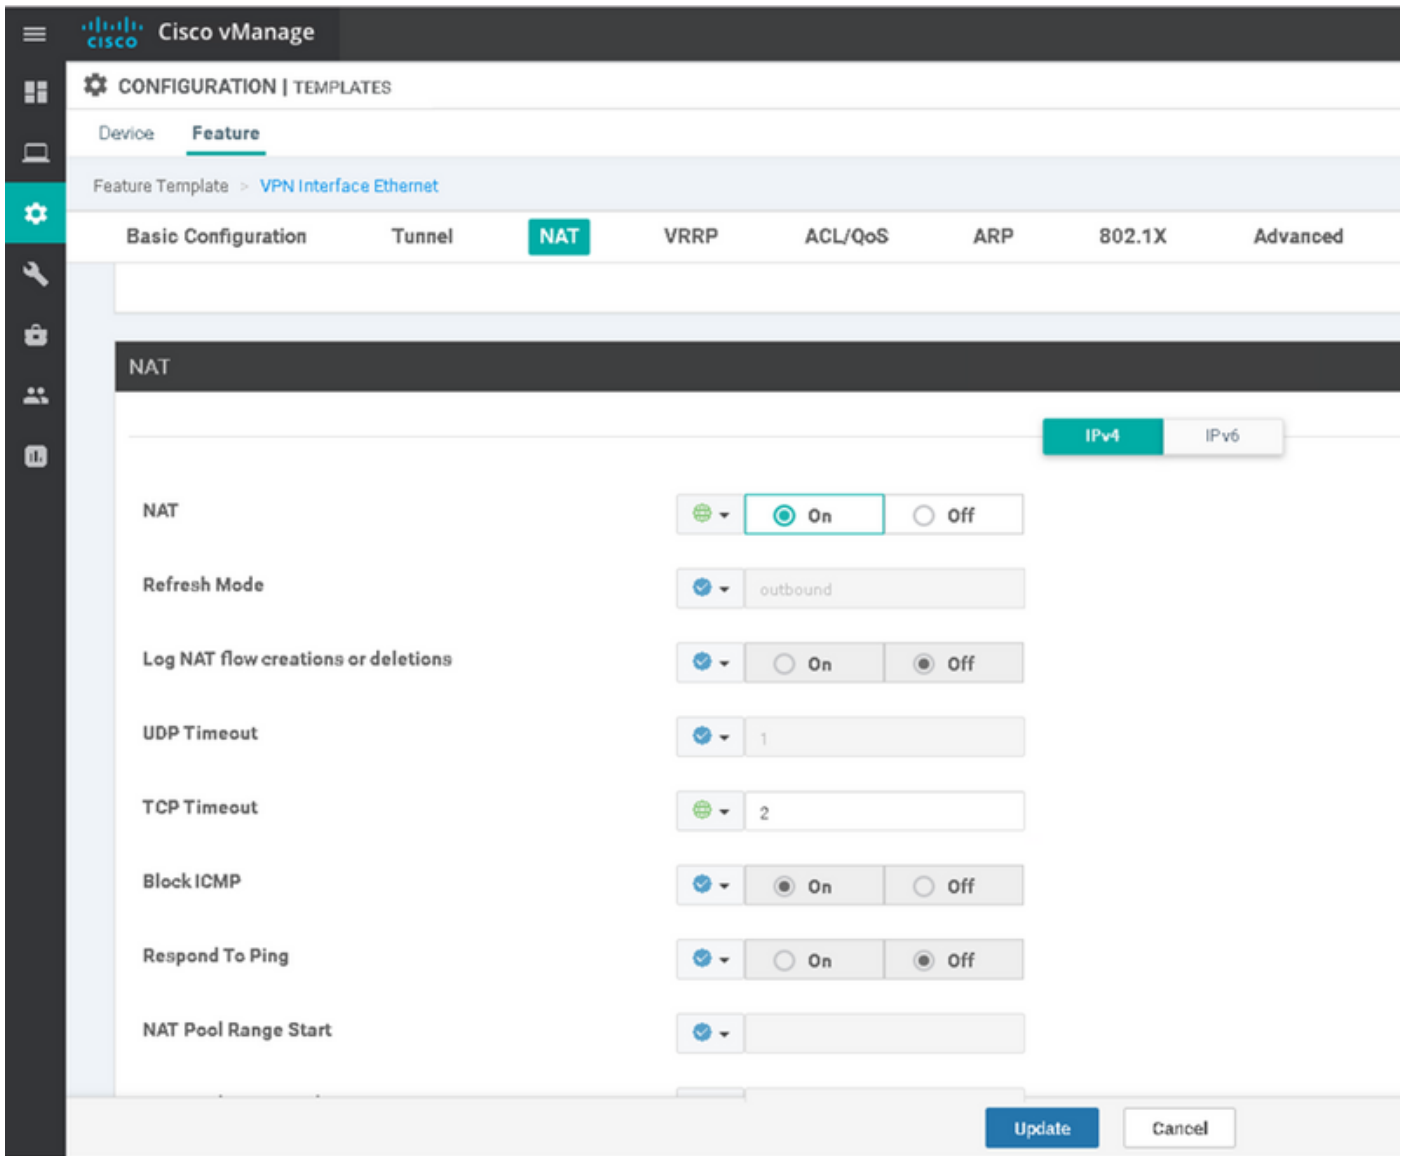 cisco Cisco vManage
CONFIGURATION | TEMPLATES
Device Feature
Feature Template > VPN Interface Ethernet
Basic Configuration Tunnel NAT VRRP ACL/QoS ARP 802.1X Advanced
NAT
IPv4 IPv6
NAT On Off
Refresh Mode outbound
Log NAT flow creations or deletions On Off
UDP Timeout 1
TCP Timeout 2
Block ICMP On Off
Respond To Ping On Off
NAT Pool Range Start
Update Cancel